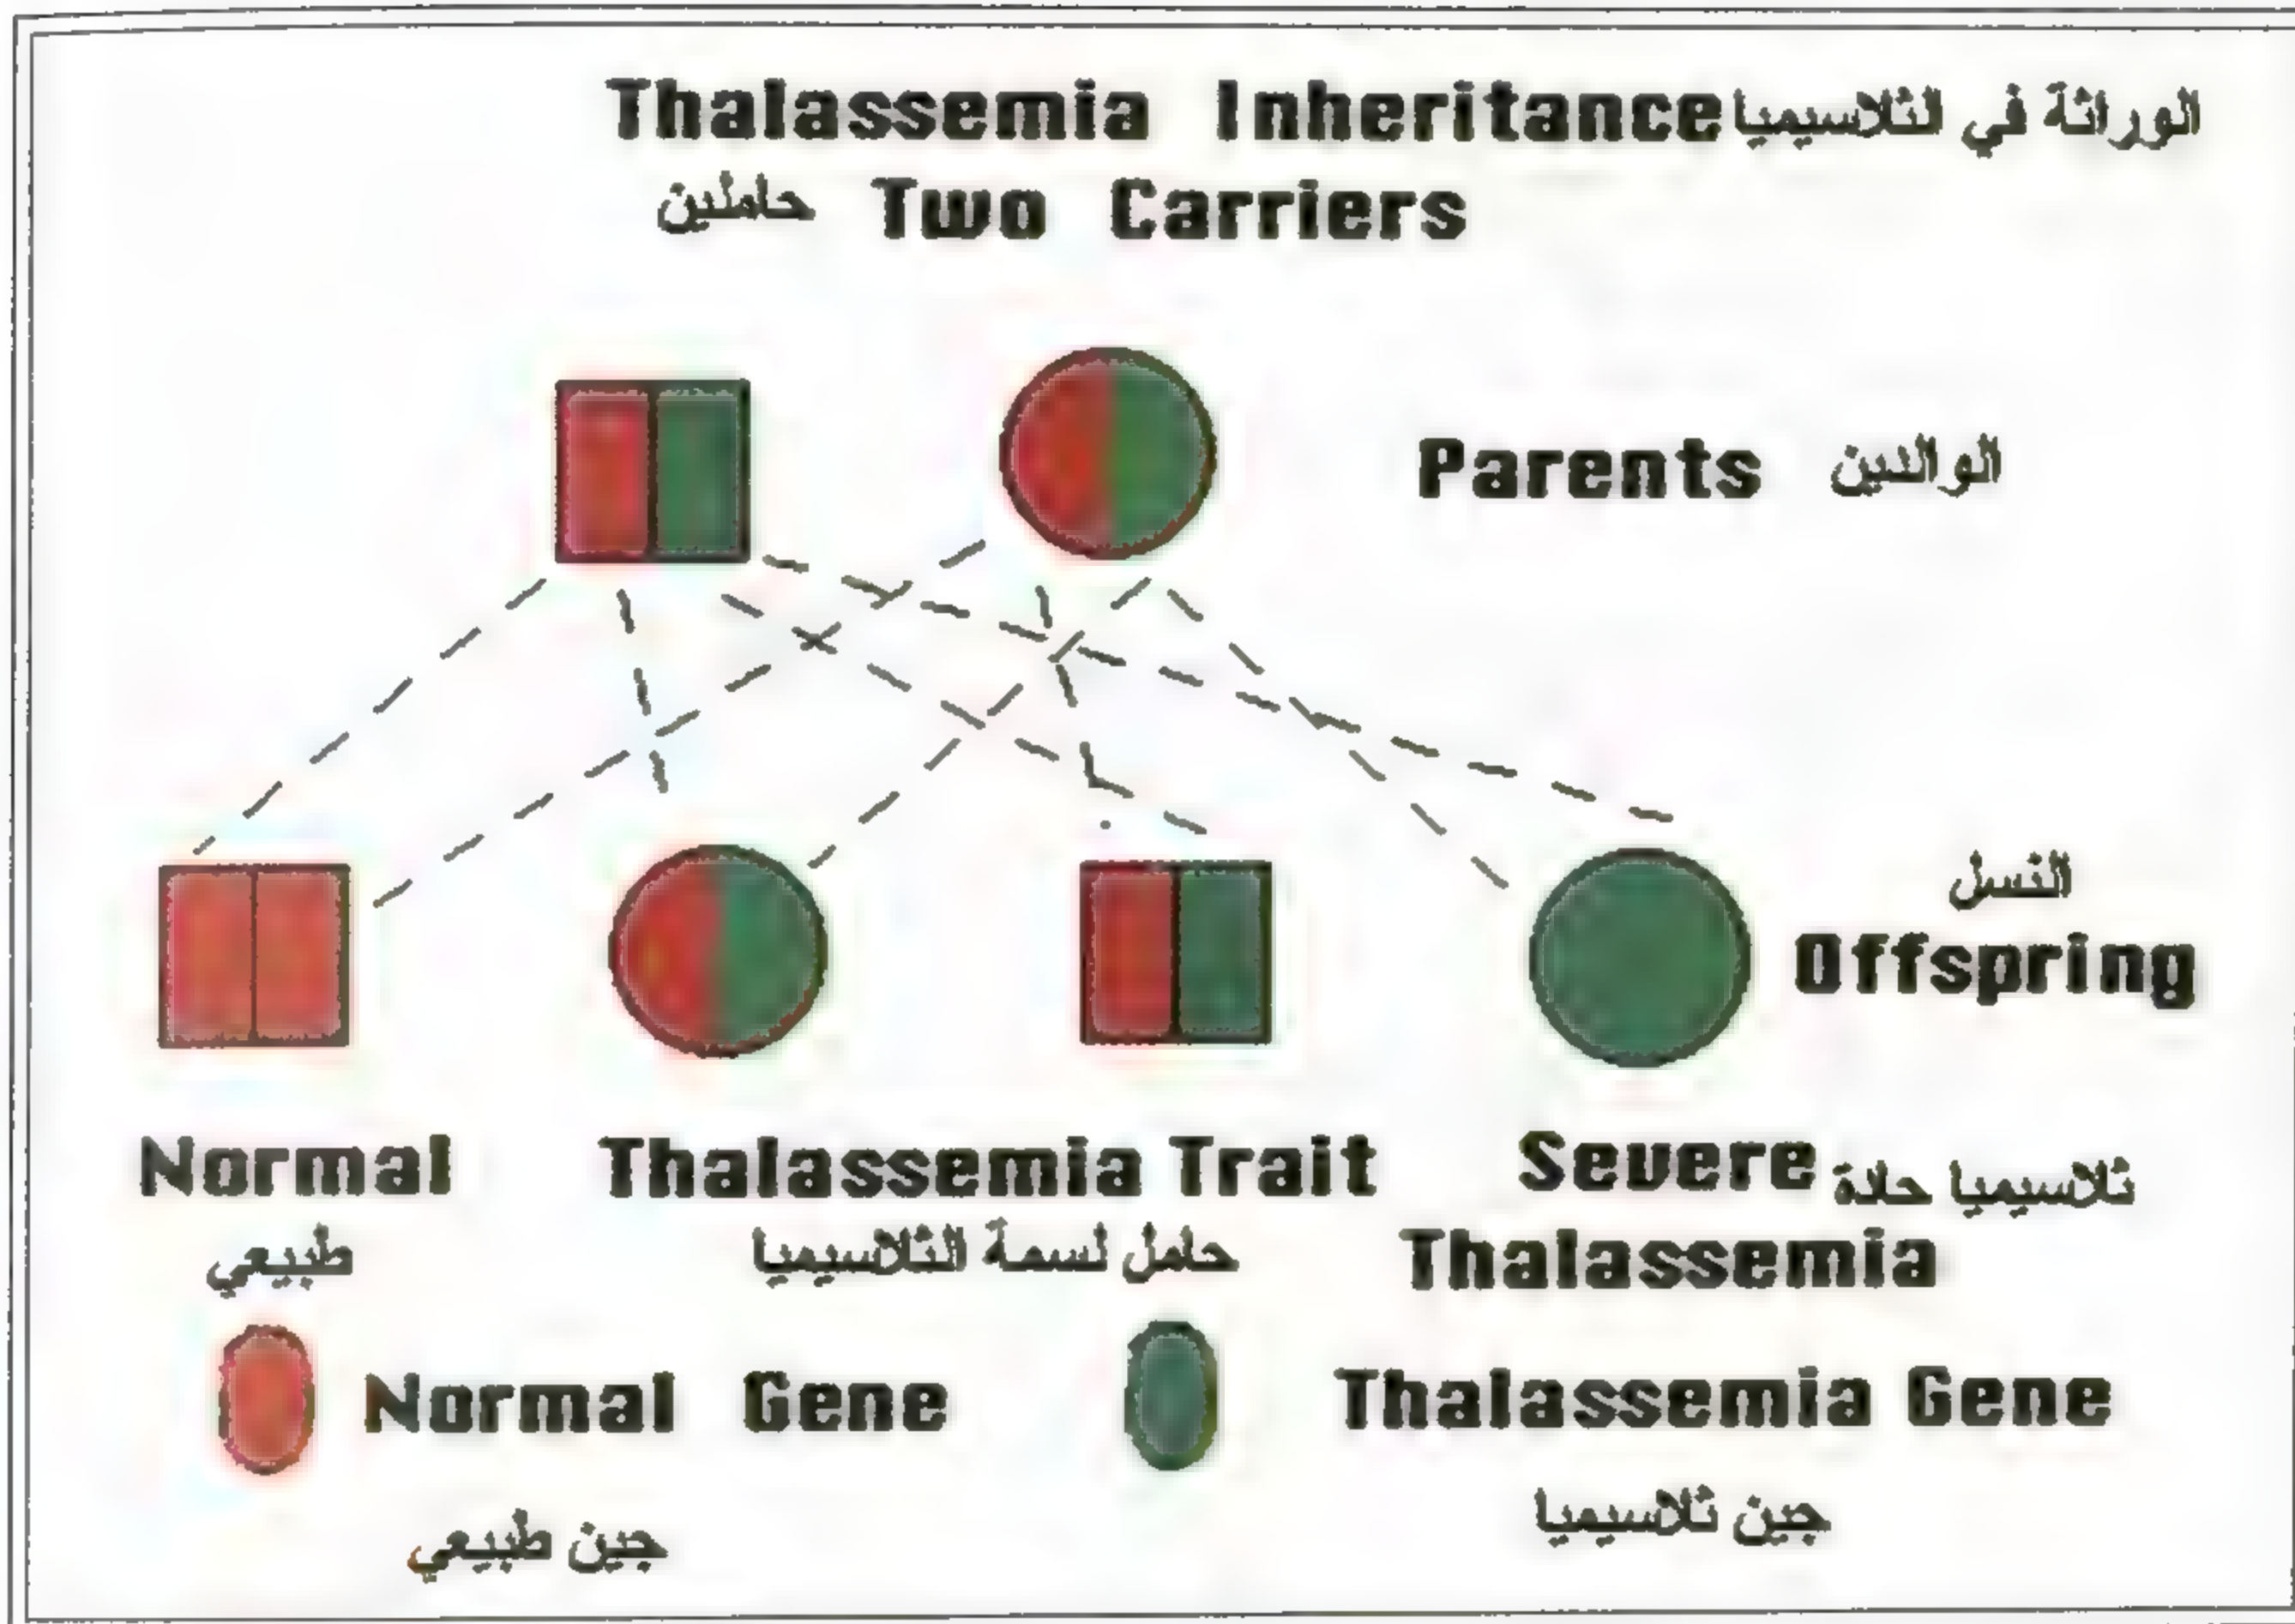 Thalassemia Inheritance الوراثة في الثلاسيميا
حاملين Two Carriers
Parents الوالدين
النسل
Offspring
Normal
طبيعي
Thalassemia Trait
حامل لسمة الثلاسيميا
Severe ثلاسيميا حادة
Thalassemia
Normal Gene
جين طبيعي
Thalassemia Gene
جين ثلاسيميا